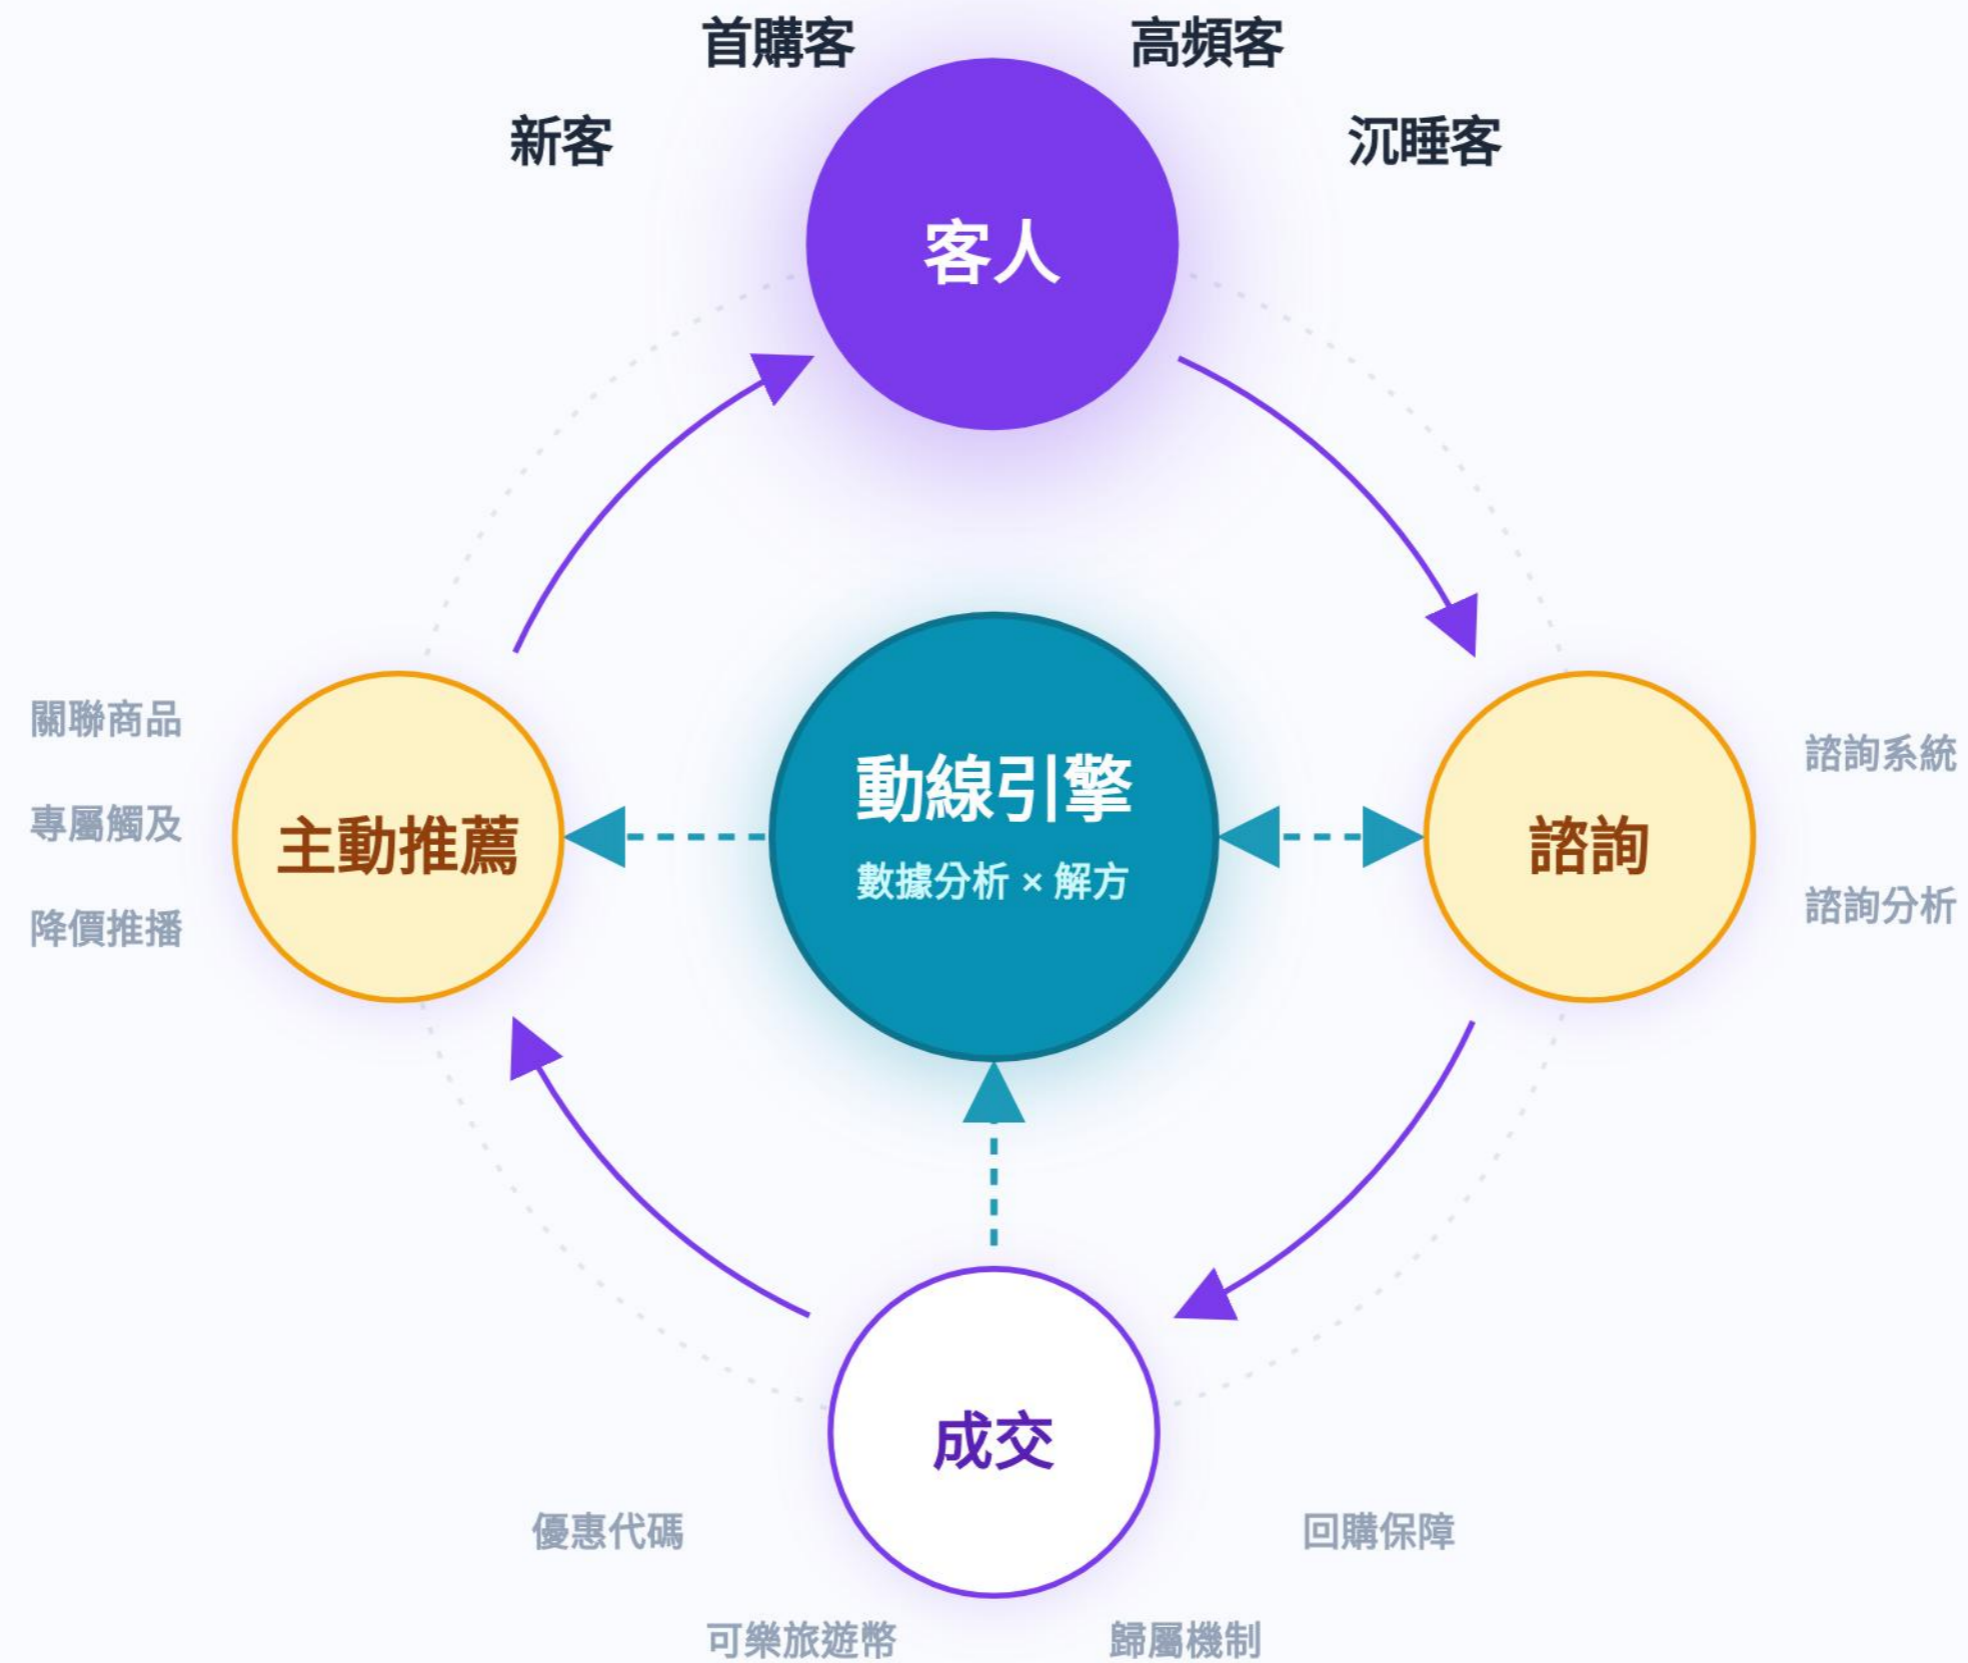 首購客
高頻客
新客
沉睡客
客人
關聯商品
專屬觸及
降價推播
主動推薦
動線引擎
數據分析 × 解方
諮詢
諮詢系統
諮詢分析
成交
優惠代碼
回購保障
可樂旅遊幣
歸屬機制